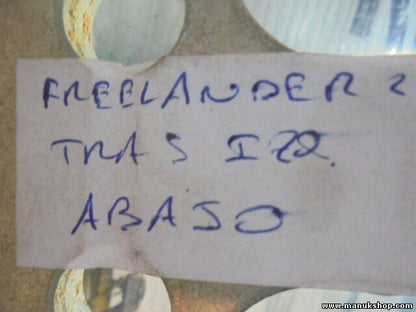 FREELANDER 2
TRAS IZQ.
ABAJO
www.manukshop.com